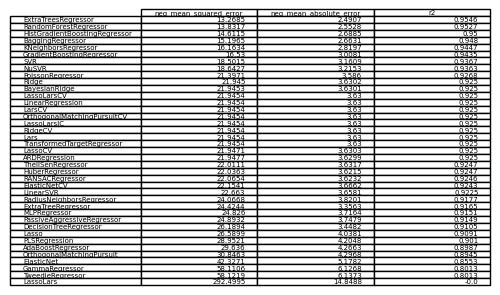 neg_mean_squared_error neg_mean_absolute_error r2
ExtraTreesRegressor 13.2685 2.4907 0.9546
RandomForestRegressor 13.8317 2.5528 0.9527
HistGradientBoostingRegressor 14.6115 2.6885 0.95
BaggingRegressor 15.1965 2.6631 0.948
KNeighborsRegressor 16.1634 2.8197 0.9447
GradientBoostingRegressor 16.53 3.0081 0.9435
SVR 18.5015 3.1609 0.9367
NuSVR 18.6427 3.2153 0.9363
PoissonRegressor 21.3971 3.586 0.9268
Ridge 21.945 3.6302 0.925
BayesianRidge 21.9453 3.6301 0.925
LassoLarsCV 21.9454 3.63 0.925
LinearRegression 21.9454 3.63 0.925
LarsCV 21.9454 3.63 0.925
OrthogonalMatchingPursuitCV 21.9454 3.63 0.925
LassoLarsIC 21.9454 3.63 0.925
RidgeCV 21.9454 3.63 0.925
Lars 21.9454 3.63 0.925
TransformedTargetRegressor 21.9454 3.63 0.925
LassoCV 21.9471 3.6303 0.925
ARDRegression 21.9477 3.6299 0.925
TheilSenRegressor 22.0111 3.6317 0.9247
HuberRegressor 22.0363 3.6215 0.9247
RANSACRegressor 22.0654 3.6232 0.9246
ElasticNetCV 22.1541 3.6662 0.9243
LinearSVR 22.663 3.6581 0.9225
RadiusNeighborsRegressor 24.0668 3.8201 0.9177
ExtraTreeRegressor 24.4244 3.3563 0.9165
MLPRegressor 24.826 3.7164 0.9151
PassiveAggressiveRegressor 24.8932 3.7479 0.9149
DecisionTreeRegressor 26.1894 3.4482 0.9105
Lasso 26.5899 4.0381 0.9091
PLSRegression 28.9521 4.2048 0.901
AdaBoostRegressor 29.636 4.2663 0.8987
OrthogonalMatchingPursuit 30.8463 4.2968 0.8945
ElasticNet 42.3271 5.1782 0.8553
GammaRegressor 58.1106 6.1268 0.8013
TweedieRegressor 58.1219 6.1373 0.8013
LassoLars 292.4995 14.8488 -0.0